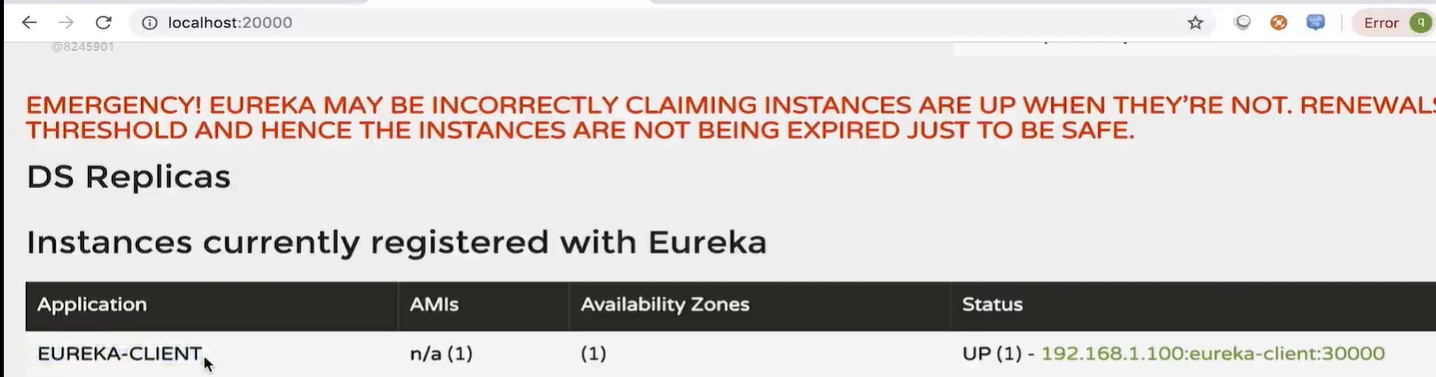 localhost:20000
Error
q
@8245901
EMERGENCY! EUREKA MAY BE INCORRECTLY CLAIMING INSTANCES ARE UP WHEN THEY'RE NOT. RENEWALS
THRESHOLD AND HENCE THE INSTANCES ARE NOT BEING EXPIRED JUST TO BE SAFE.
DS Replicas
Instances currently registered with Eureka
Application AMIs Availability Zones Status
EUREKA-CLIENT n/a (1) (1) UP (1) - 192.168.1.100:eureka-client:30000